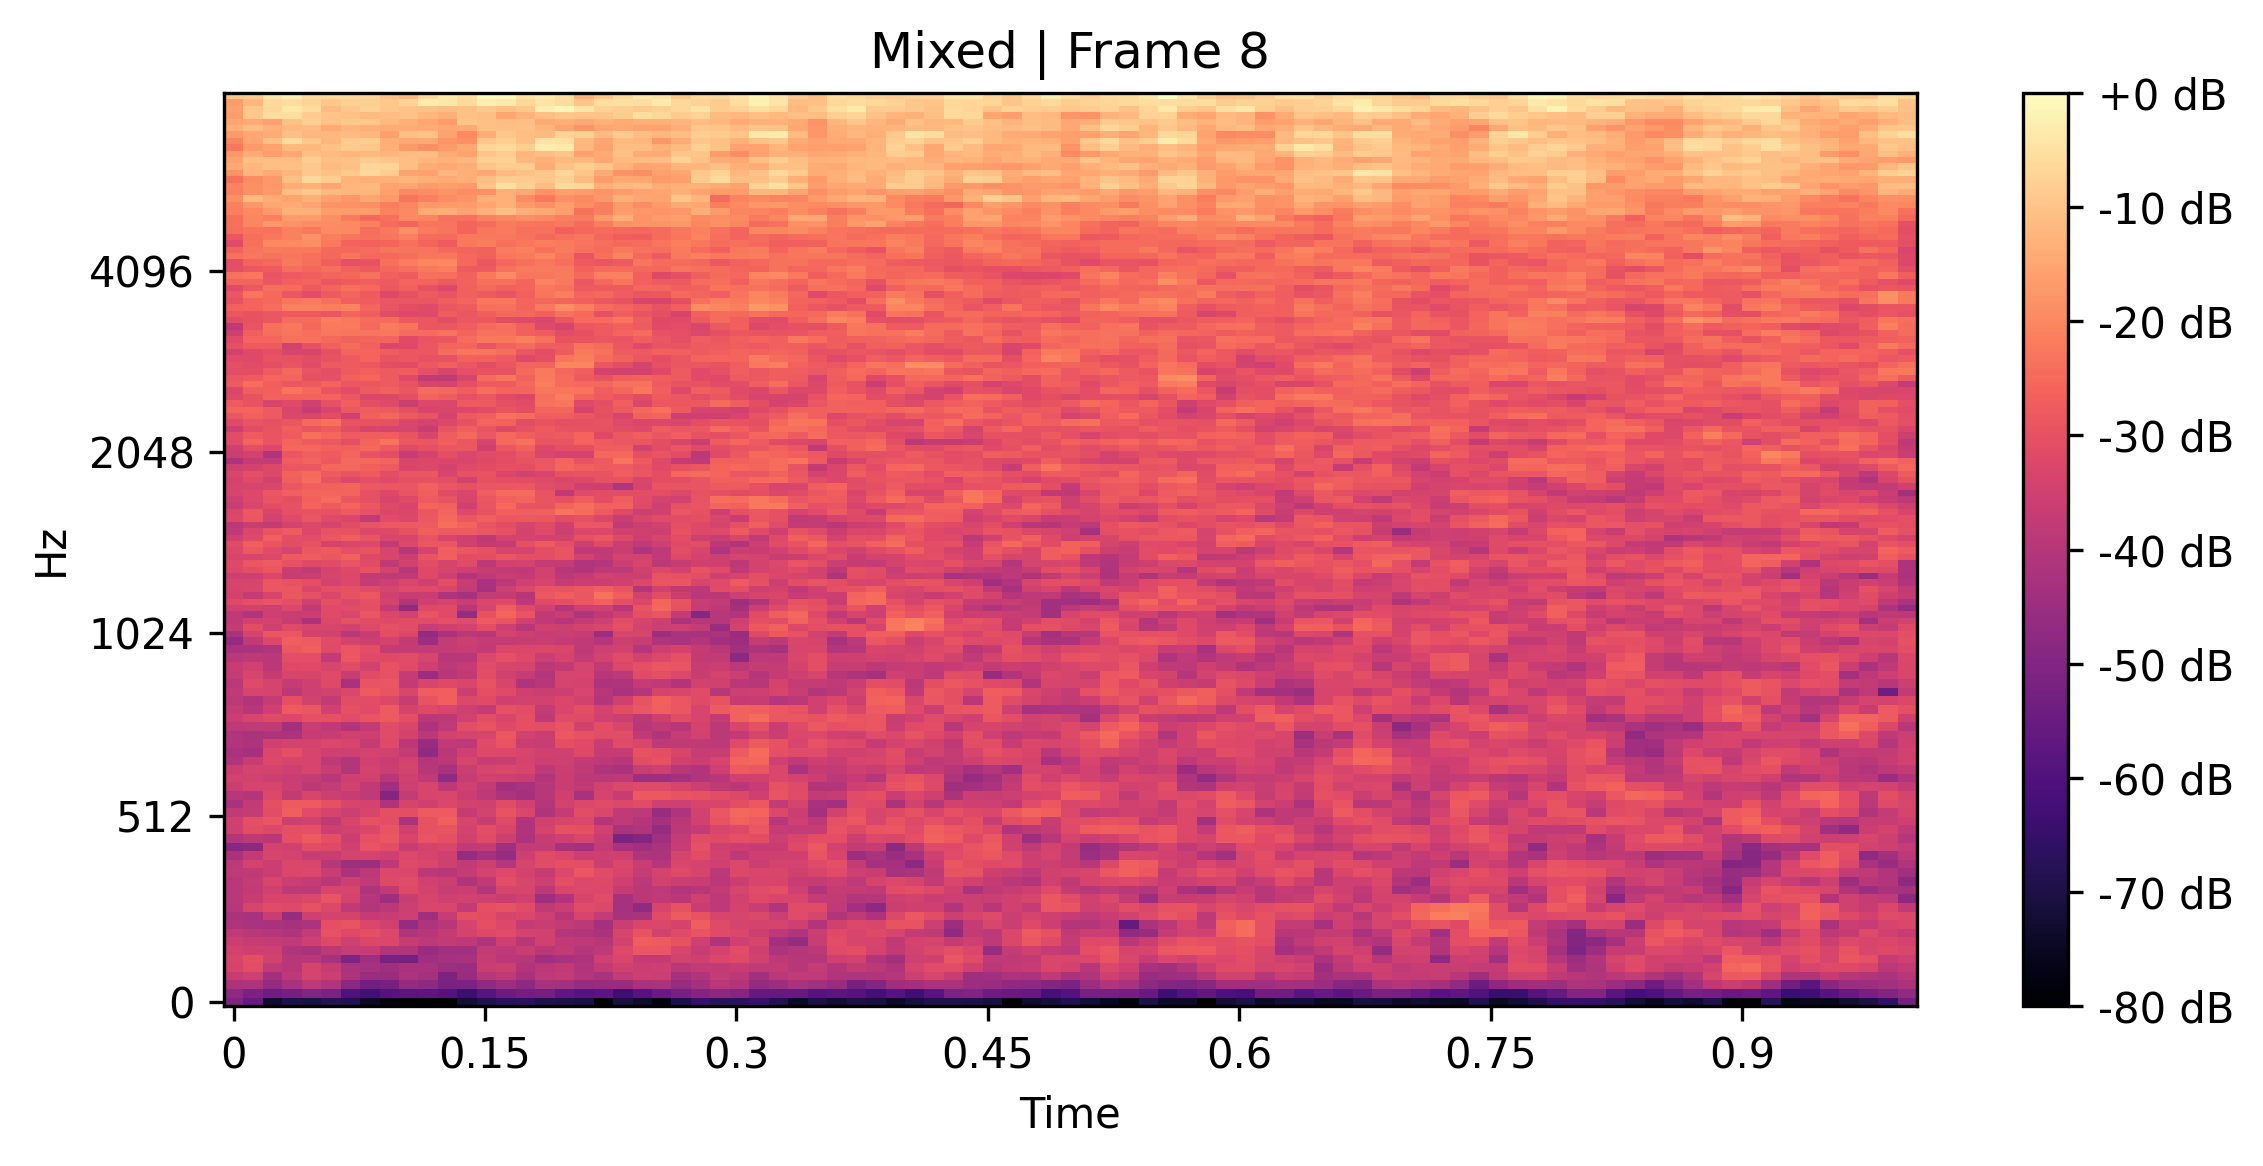 Mixed | Frame 8
+0 dB
-10 dB
-20 dB
-30 dB
-40 dB
-50 dB
-60 dB
-70 dB
-80 dB
4096
2048
1024
512
0
Hz
0 0.15 0.3 0.45 0.6 0.75 0.9
Time